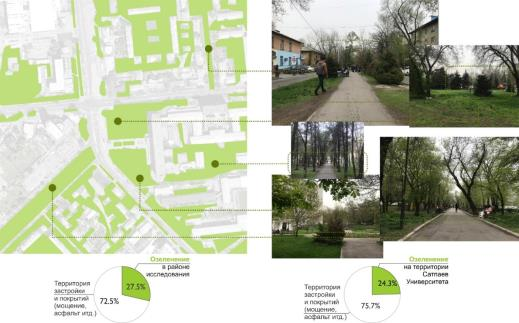 Озеленение
в районе
исследования
27.5%
Территория
застройки
и покрытий
(мощение,
асфальт итд.)
72.5%
Озеленение
на территории
Сатпаев
Университета
24.3%
Территория
застройки
и покрытий
(мощение,
асфальт итд.)
75.7%